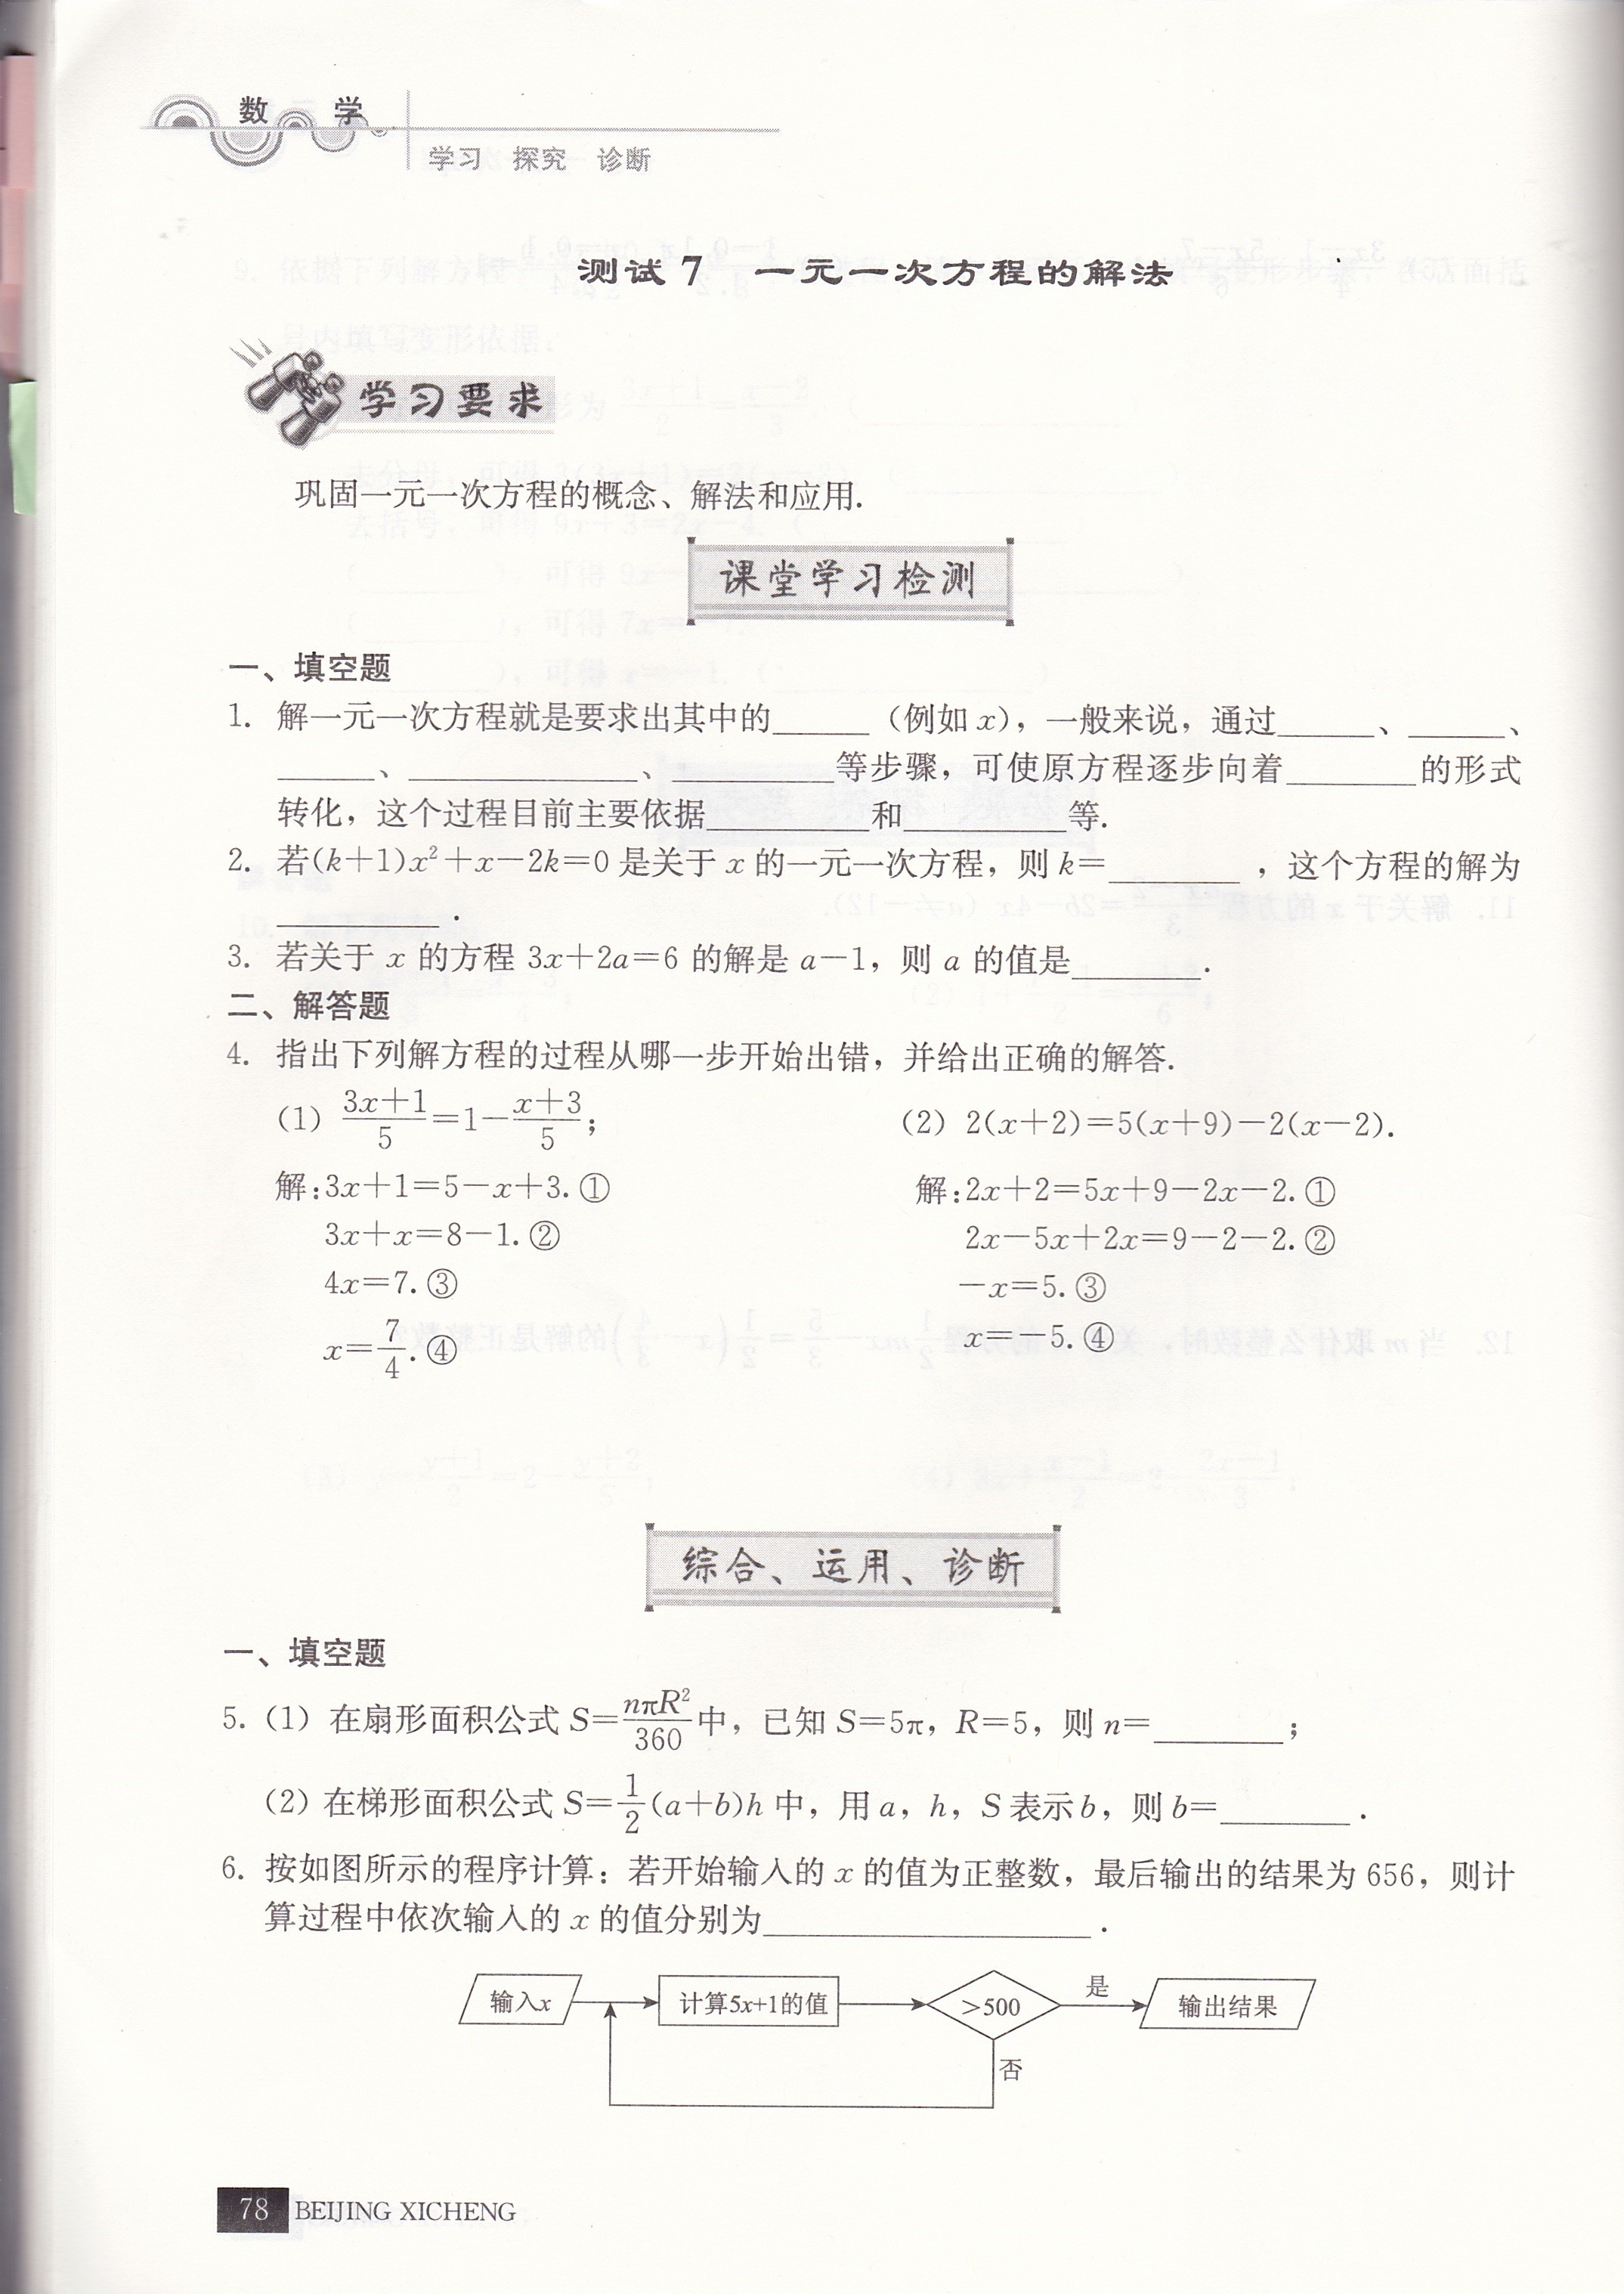 数 学
学习 探究 诊断
测试7 一元一次方程的解法
学习要求
巩固一元一次方程的概念、解法和应用.
课堂学习检测
一、填空题
1. 解一元一次方程就是要求出其中的______（例如 x），一般来说，通过______、______、
______、______________、__________等步骤，可使原方程逐步向着________的形式
转化，这个过程目前主要依据__________和__________等.
2. 若(k+1)x²+x-2k=0 是关于 x 的一元一次方程，则 k=________，这个方程的解为
__________.
3. 若关于 x 的方程 3x+2a=6 的解是 a-1，则 a 的值是________.
二、解答题
4. 指出下列解方程的过程从哪一步开始出错，并给出正确的解答.
(1) (3x+1)/5=1-(x+3)/5; (2) 2(x+2)=5(x+9)-2(x-2).
解:3x+1=5-x+3.① 解:2x+2=5x+9-2x-2.①
3x+x=8-1.② 2x-5x+2x=9-2-2.②
4x=7.③ -x=5.③
x=7/4.④ x=-5.④
综合、运用、诊断
一、填空题
5.（1）在扇形面积公式 S=nπR²/360 中，已知 S=5π，R=5，则 n=________；
（2）在梯形面积公式 S=1/2(a+b)h 中，用 a，h，S 表示 b，则 b=________.
6. 按如图所示的程序计算：若开始输入的 x 的值为正整数，最后输出的结果为 656，则计
算过程中依次输入的 x 的值分别为____________________.
输入x 计算5x+1的值 >500 是 输出结果
否
78 BEIJING XICHENG